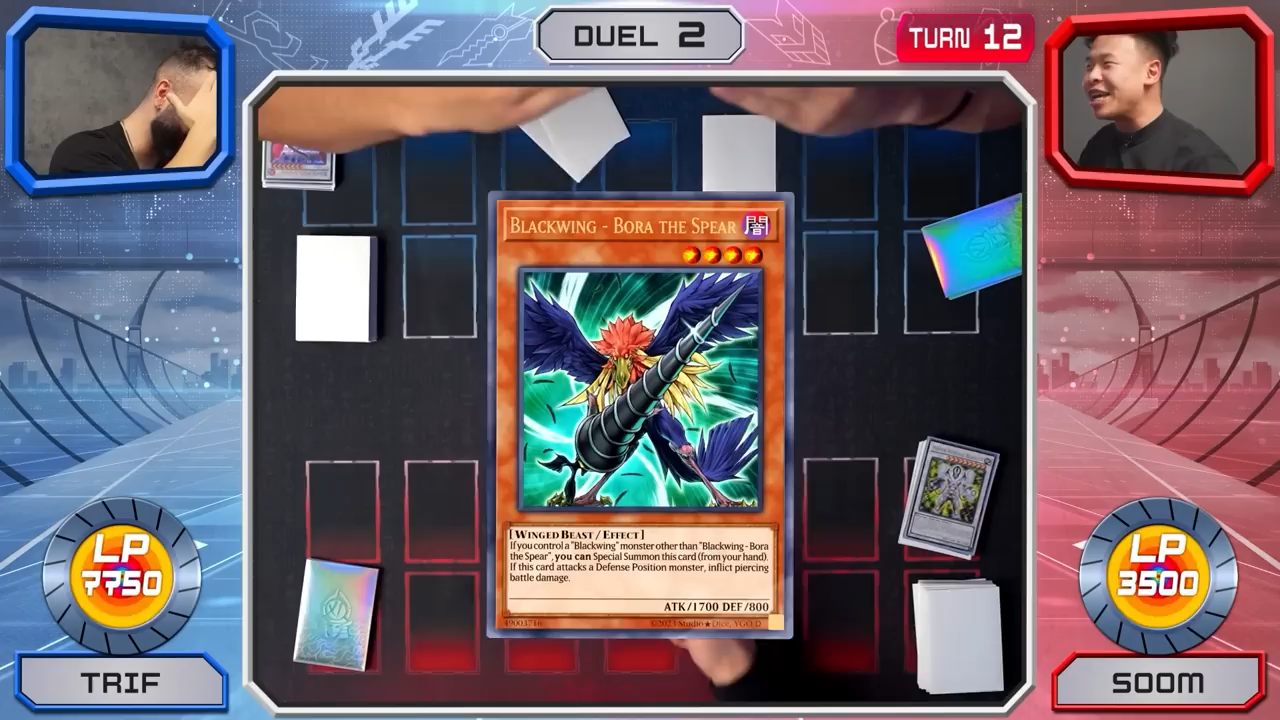 DUEL 2
TURN 12
BLACKWING - BORA THE SPEAR 闇
[ WINGED BEAST / EFFECT ]
If you control a "Blackwing" monster other than "Blackwing - Bora
the Spear", you can Special Summon this card (from your hand).
If this card attacks a Defense Position monster, inflict piercing
battle damage.
ATK/1700 DEF/800
49003716
LP
7750
LP
3500
TRIF
SOOM